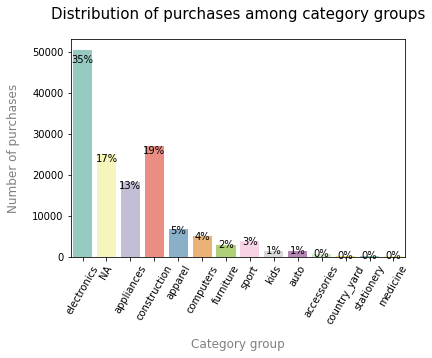 Distribution of purchases among category groups
Number of purchases
50000
40000
30000
20000
10000
0
35%
17%
13%
19%
5%
4%
2%
3%
1%
1%
0%
0%
0%
0%
electronics
NA
appliances
construction
apparel
computers
furniture
sport
kids
auto
accessories
country_yard
stationery
medicine
Category group